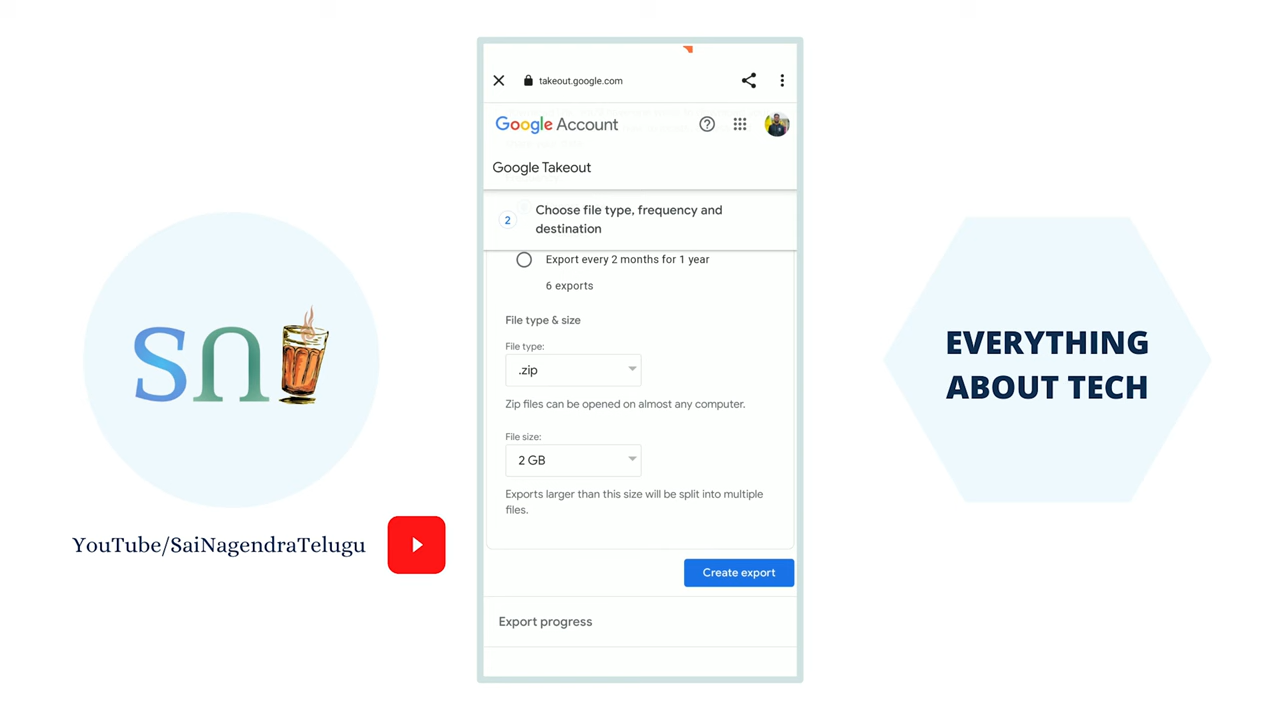 takeout.google.com
Google Account
Google Takeout
2
Choose file type, frequency and
destination
Export every 2 months for 1 year
6 exports
File type & size
File type:
.zip
Zip files can be opened on almost any computer.
File size:
2 GB
Exports larger than this size will be split into multiple
files.
Create export
Export progress
sn
YouTube/SaiNagendraTelugu
EVERYTHING
ABOUT TECH